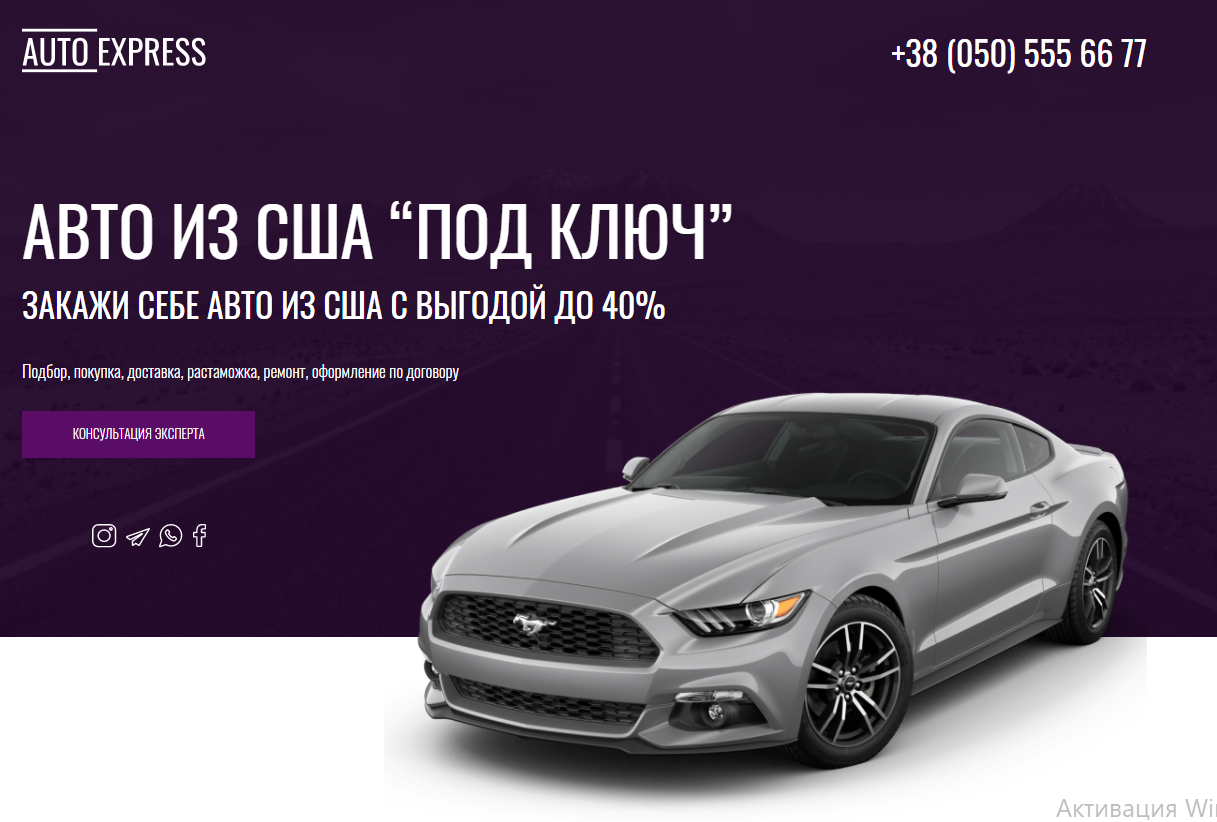 AUTO EXPRESS
+38 (050) 555 66 77
АВТО ИЗ США “ПОД КЛЮЧ”
ЗАКАЖИ СЕБЕ АВТО ИЗ США С ВЫГОДОЙ ДО 40%
Подбор, покупка, доставка, растаможка, ремонт, оформление по договору
КОНСУЛЬТАЦИЯ ЭКСПЕРТА
Активация Wi